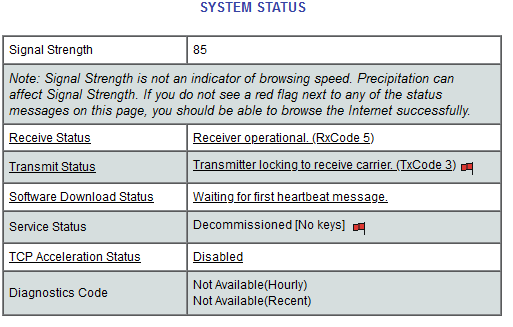 SYSTEM STATUS
Signal Strength 85
Note: Signal Strength is not an indicator of browsing speed. Precipitation can
affect Signal Strength. If you do not see a red flag next to any of the status
messages on this page, you should be able to browse the Internet successfully.
Receive Status Receiver operational. (RxCode 5)
Transmit Status Transmitter locking to receive carrier. (TxCode 3)
Software Download Status Waiting for first heartbeat message.
Service Status Decommissioned [No keys]
TCP Acceleration Status Disabled
Diagnostics Code Not Available(Hourly)
Not Available(Recent)